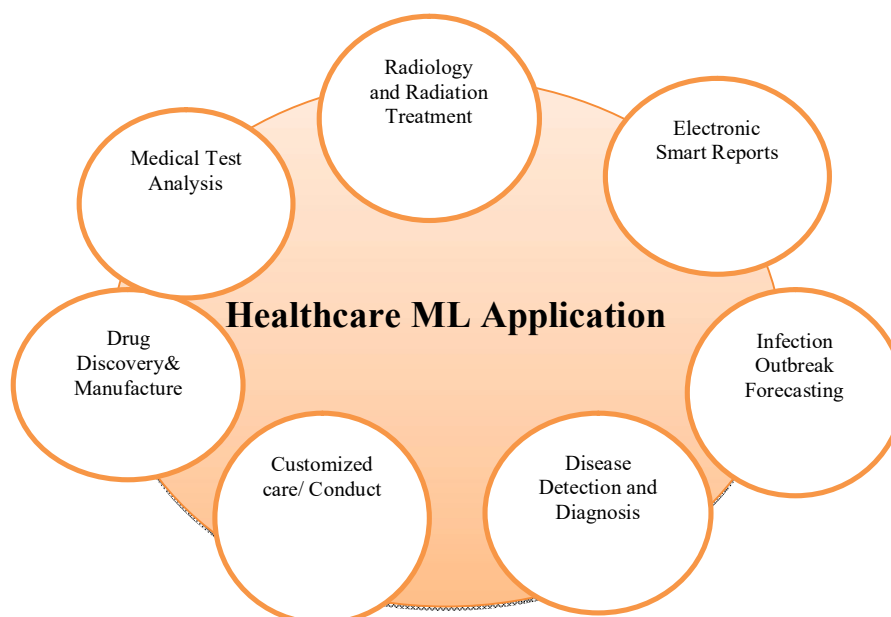 Radiology
and Radiation
Treatment
Electronic
Smart Reports
Medical Test
Analysis
Healthcare ML Application
Drug
Discovery&
Manufacture
Infection
Outbreak
Forecasting
Customized
care/ Conduct
Disease
Detection and
Diagnosis